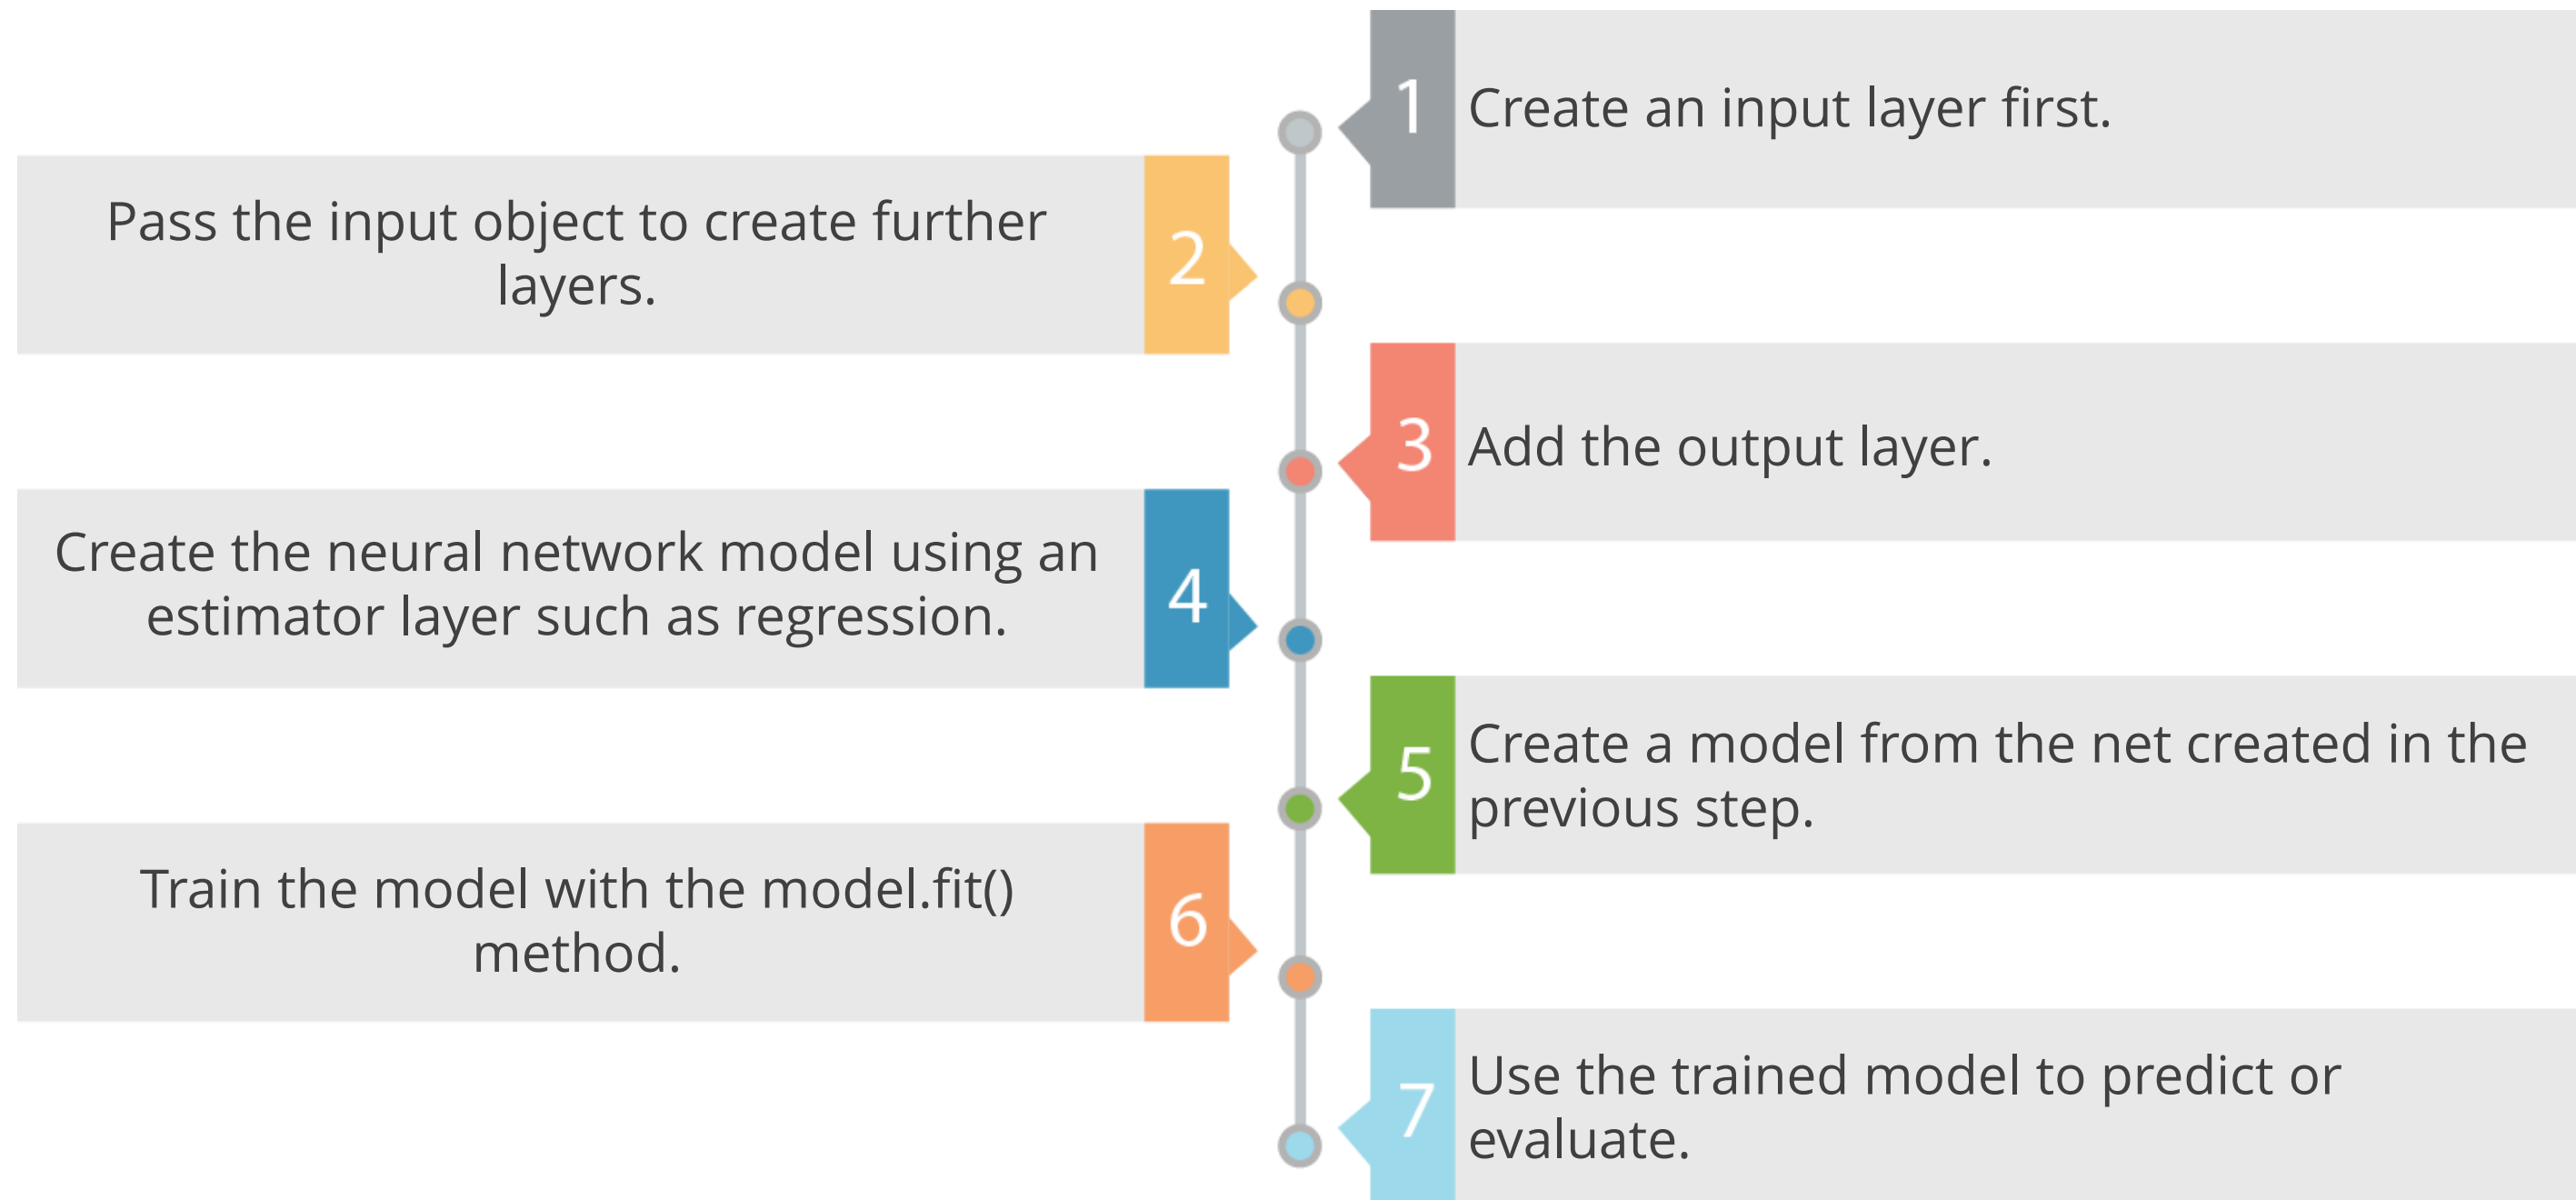 1
Create an input layer first.
2
Pass the input object to create further
layers.
3
Add the output layer.
4
Create the neural network model using an
estimator layer such as regression.
5
Create a model from the net created in the
previous step.
6
Train the model with the model.fit()
method.
7
Use the trained model to predict or
evaluate.